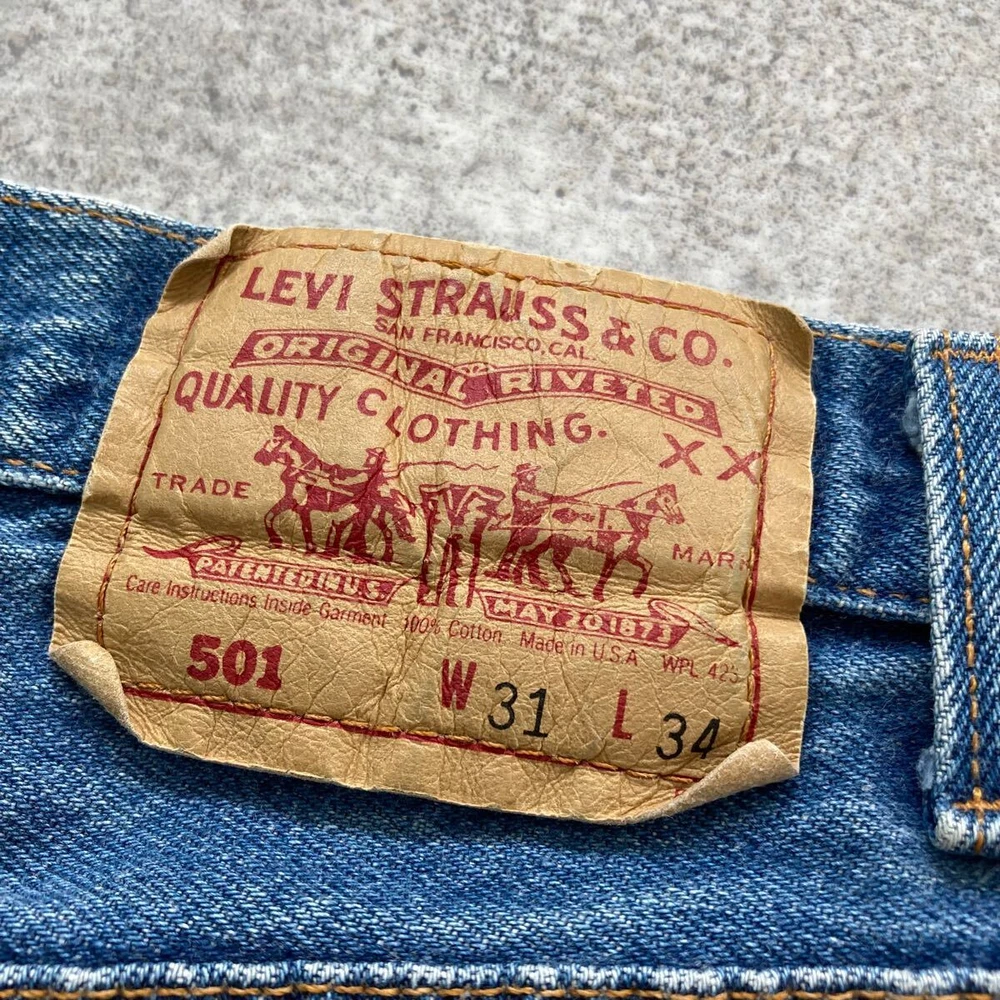 LEVI STRAUSS & CO.
SAN FRANCISCO, CAL.
ORIGINAL RIVETED
QUALITY CLOTHING.
XX
TRADE MARK
PATENTED IN U.S.
MAY 20 1873
Care Instructions Inside Garment 100% Cotton Made in U.S.A WPL 423
501 W 31 L 34